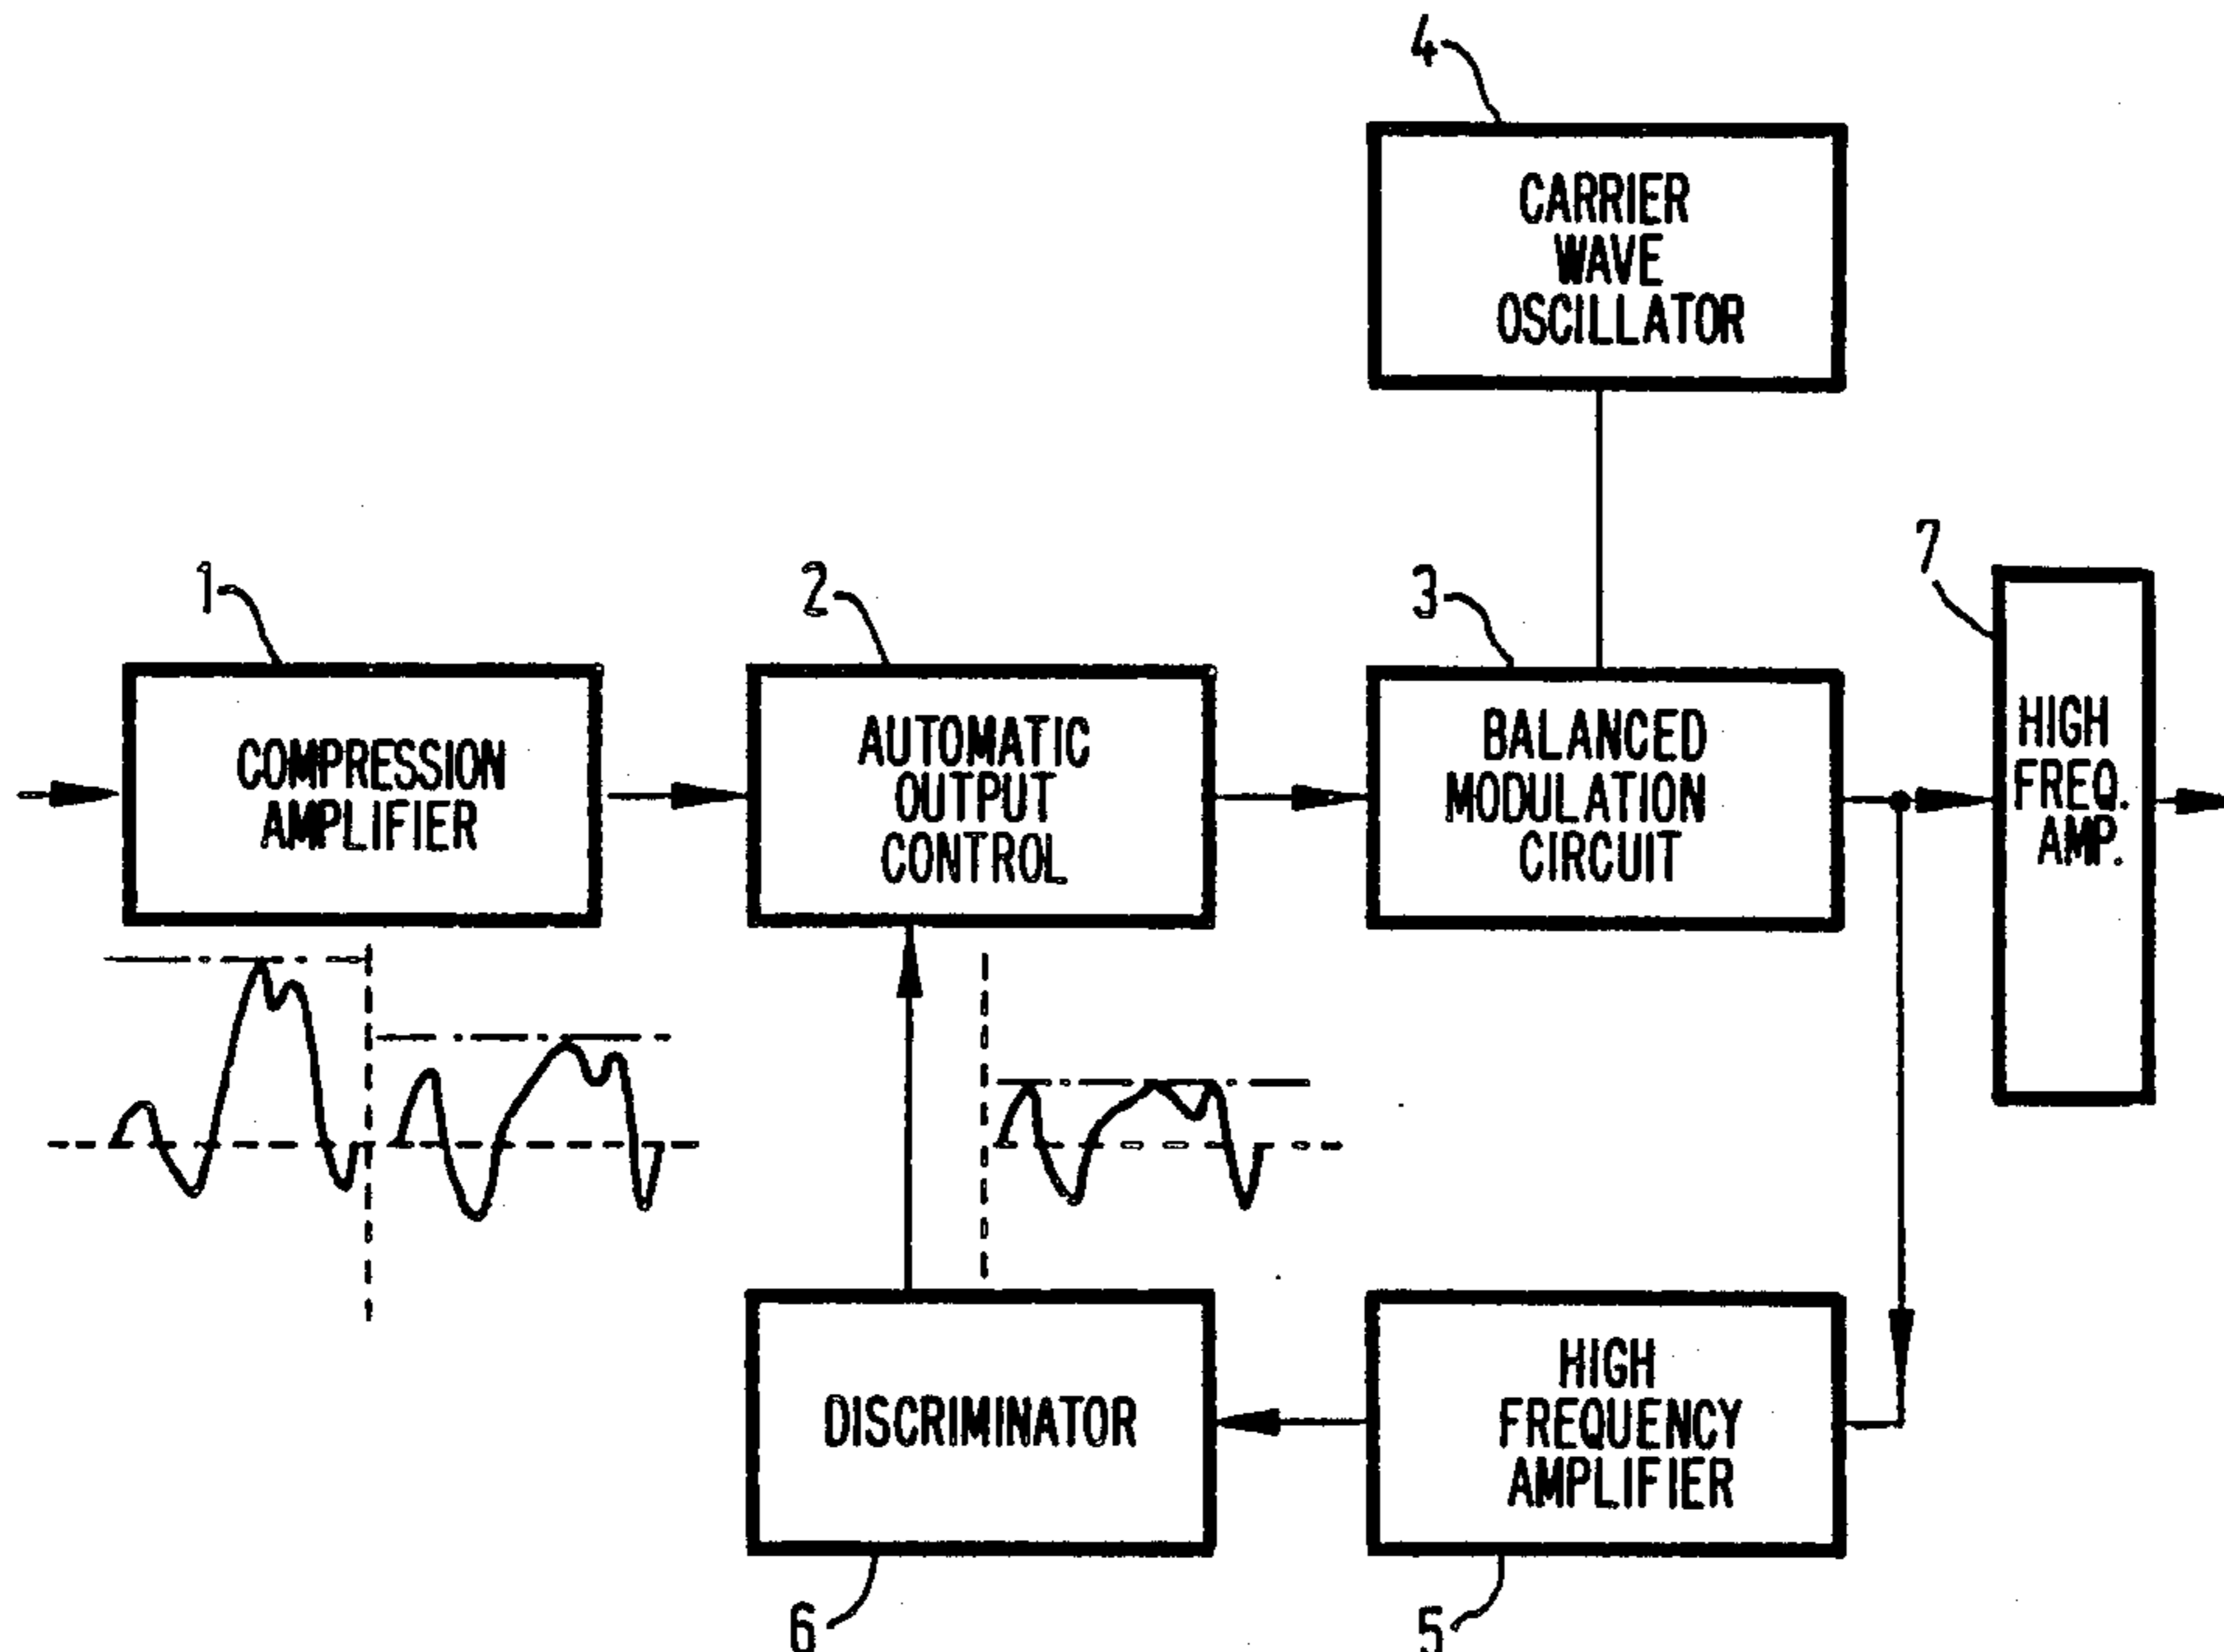 4
CARRIER
WAVE
OSCILLATOR
1
COMPRESSION
AMPLIFIER
2
AUTOMATIC
OUTPUT
CONTROL
3
BALANCED
MODULATION
CIRCUIT
7
HIGH
FREQ.
AMP.
DISCRIMINATOR
6
HIGH
FREQUENCY
AMPLIFIER
5